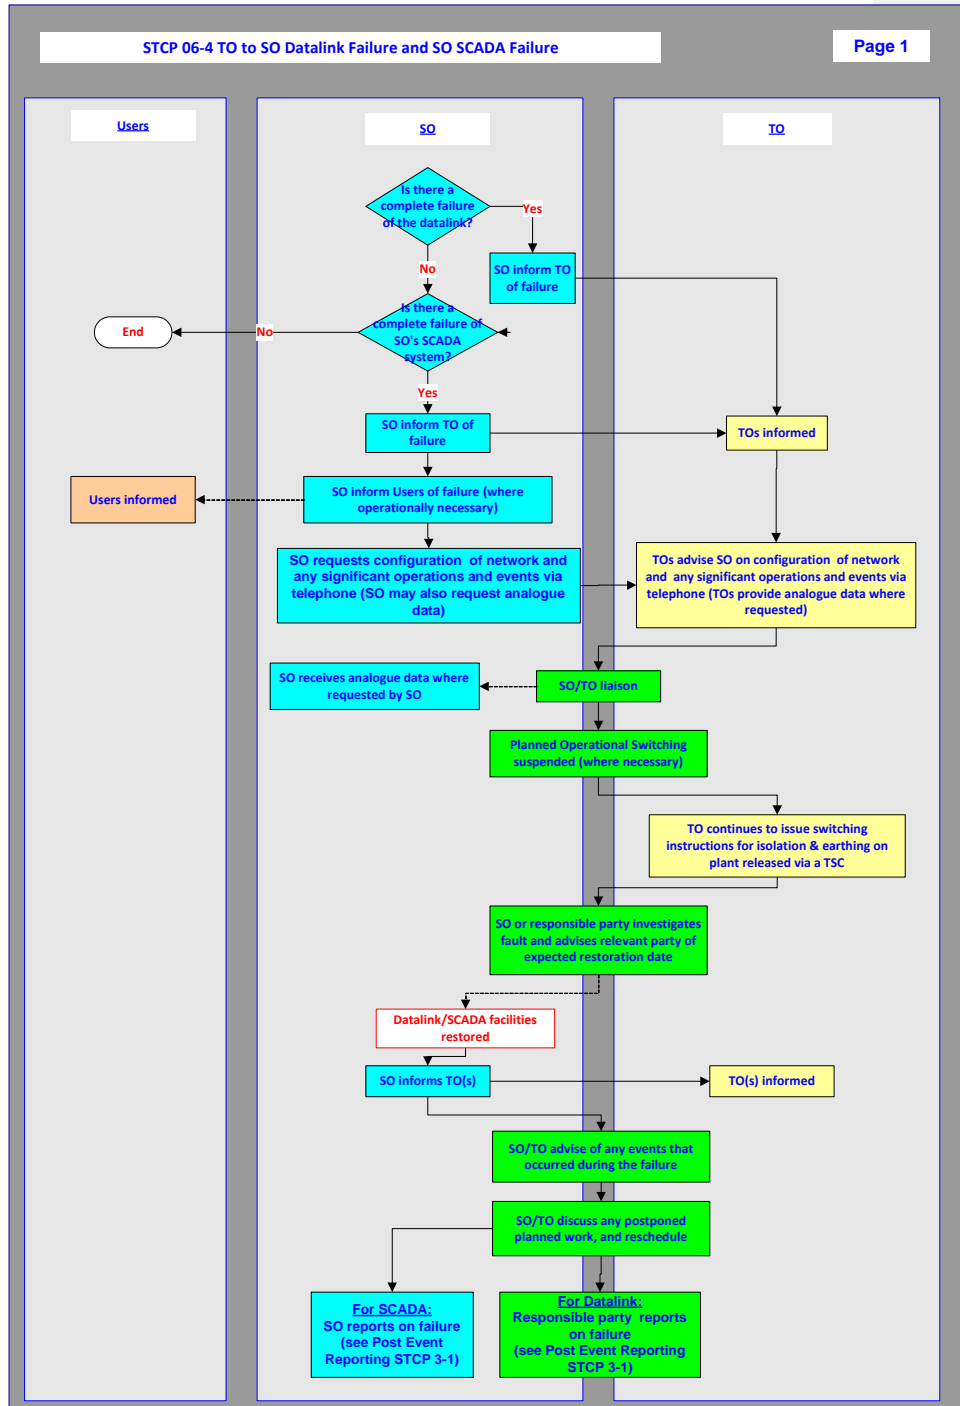 STCP 06-4 TO to SO Datalink Failure and SO SCADA Failure
Page 1
Users
SO
TO
Is there a
complete failure
of the datalink?
Yes
SO inform TO
of failure
No
Is there a
complete failure of
SO's SCADA
system?
No
End
Yes
SO inform TO of
failure
TOs informed
SO inform Users of failure (where
operationally necessary)
Users informed
SO requests configuration of network and
any significant operations and events via
telephone (SO may also request analogue
data)
TOs advise SO on configuration of network
and any significant operations and events via
telephone (TOs provide analogue data where
requested)
SO receives analogue data where
requested by SO
SO/TO liaison
Planned Operational Switching
suspended (where necessary)
TO continues to issue switching
instructions for isolation & earthing on
plant released via a TSC
SO or responsible party investigates
fault and advises relevant party of
expected restoration date
Datalink/SCADA facilities
restored
SO informs TO(s)
TO(s) informed
SO/TO advise of any events that
occurred during the failure
SO/TO discuss any postponed
planned work, and reschedule
For SCADA:
SO reports on failure
(see Post Event
Reporting STCP 3-1)
For Datalink:
Responsible party reports
on failure
(see Post Event Reporting
STCP 3-1)